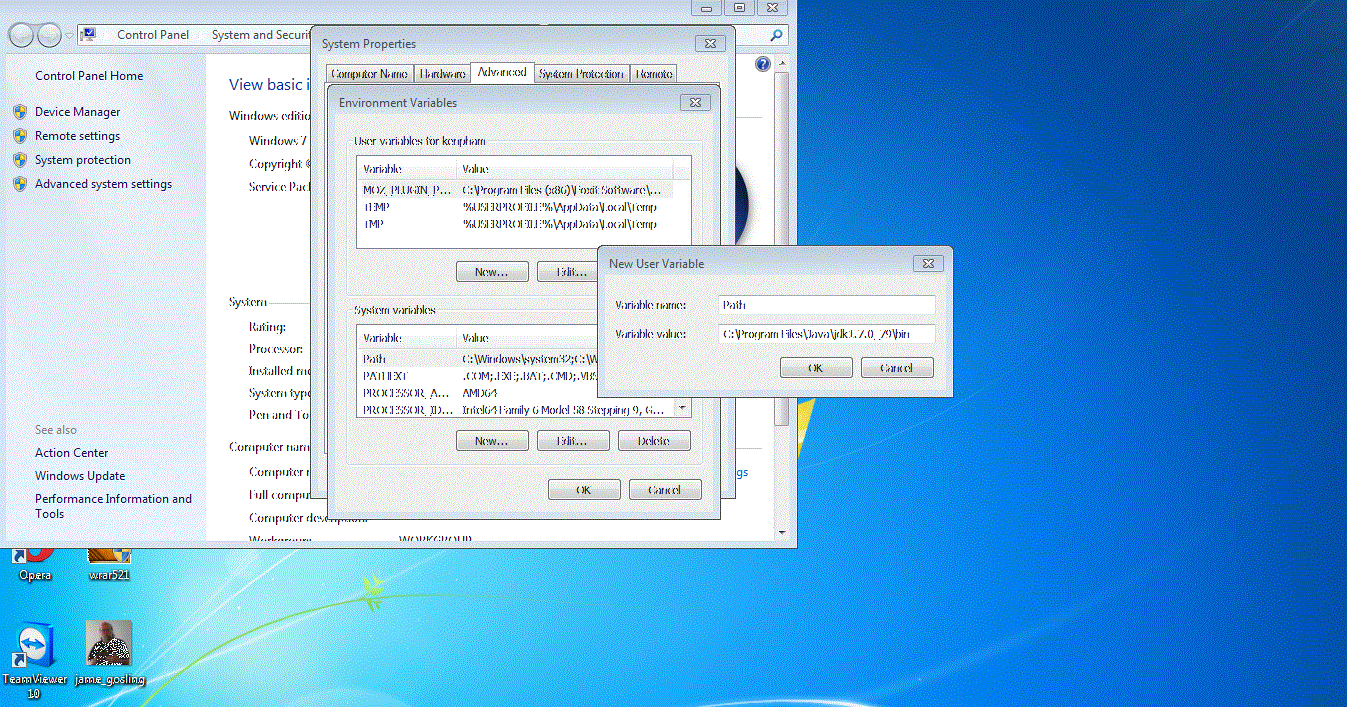 Control Panel
System and Securit
Control Panel Home
Device Manager
Remote settings
System protection
Advanced system settings
See also
Action Center
Windows Update
Performance Information and
Tools
View basic i
Windows editio
Windows 7
Copyright ©
Service Pack
System
Rating:
Processor:
Installed me
System type
Pen and To
Computer nam
Computer n
Full compu
Computer description:
Workgroup
WORKGROUP
gs
System Properties
Computer Name
Hardware
Advanced
System Protection
Remote
Environment Variables
User variables for kenpham
Variable Value
MOZ_PLUGIN_P... C:\Program Files (x86)\Foxit Software\...
TEMP %USERPROFILE%\AppData\Local\Temp
TMP %USERPROFILE%\AppData\Local\Temp
New... Edit...
System variables
Variable Value
Path C:\Windows\system32;C:\W
PATHEXT .COM;.EXE;.BAT;.CMD;.VBS
PROCESSOR_A... AMD64
PROCESSOR_ID... Intel64 Family 6 Model 58 Stepping 9, G...
New... Edit... Delete
OK Cancel
New User Variable
Variable name: Path
Variable value: C:\Program Files\Java\jdk1.7.0_79\bin
OK Cancel
Opera
wrar521
TeamViewer
10
jame_gosling